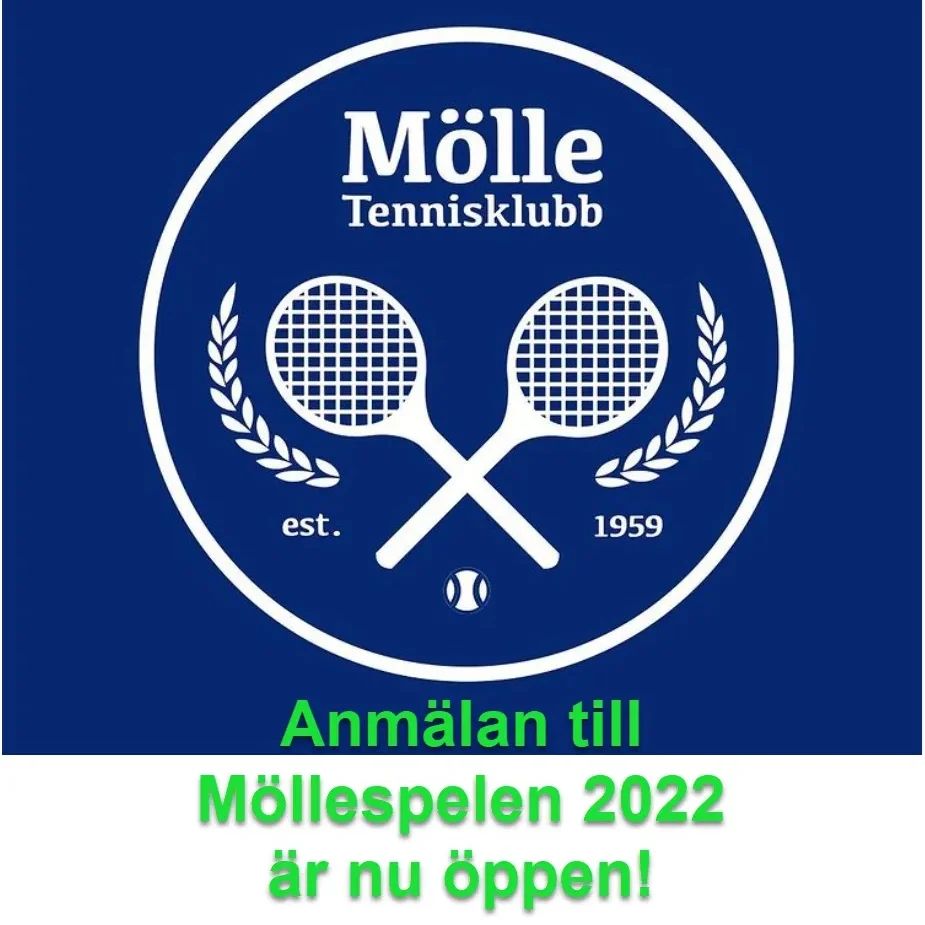 Mölle
Tennisklubb
est. 1959
Anmälan till
Möllespelen 2022
är nu öppen!